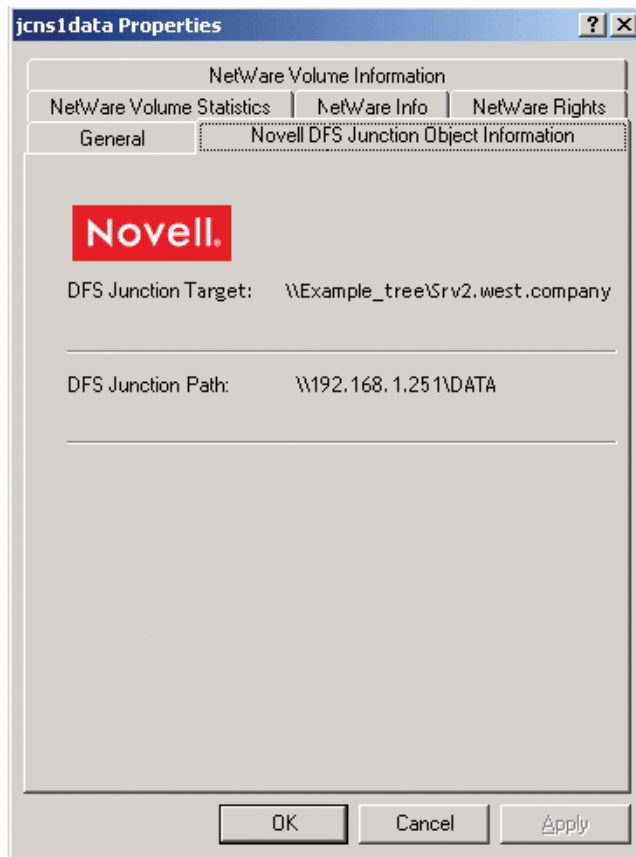 jcns1data Properties
NetWare Volume Information
NetWare Volume Statistics NetWare Info NetWare Rights
General Novell DFS Junction Object Information
Novell.
DFS Junction Target: \\Example_tree\Srv2.west.company
DFS Junction Path: \\192.168.1.251\DATA
OK Cancel Apply